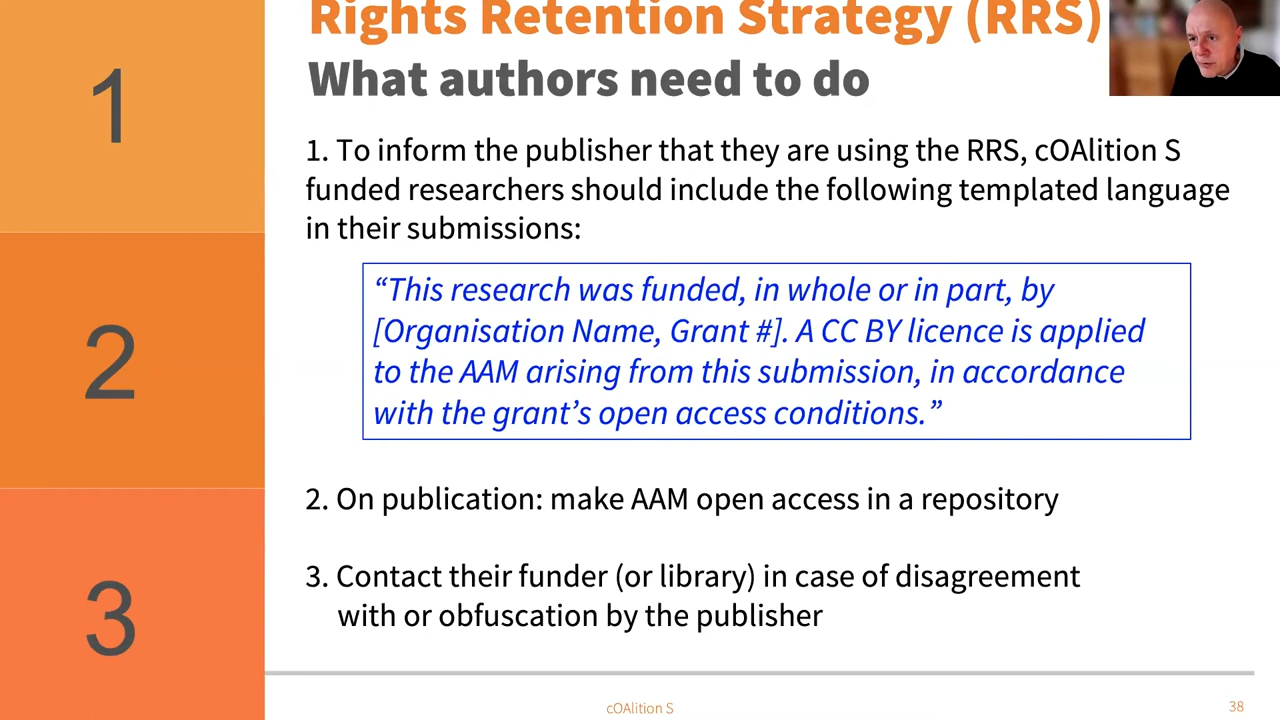 Rights Retention Strategy (RRS)
What authors need to do
1
1. To inform the publisher that they are using the RRS, cOAlition S
funded researchers should include the following templated language
in their submissions:
“This research was funded, in whole or in part, by
[Organisation Name, Grant #]. A CC BY licence is applied
to the AAM arising from this submission, in accordance
with the grant’s open access conditions.”
2
2. On publication: make AAM open access in a repository
3
3. Contact their funder (or library) in case of disagreement
with or obfuscation by the publisher
cOAlition S
38